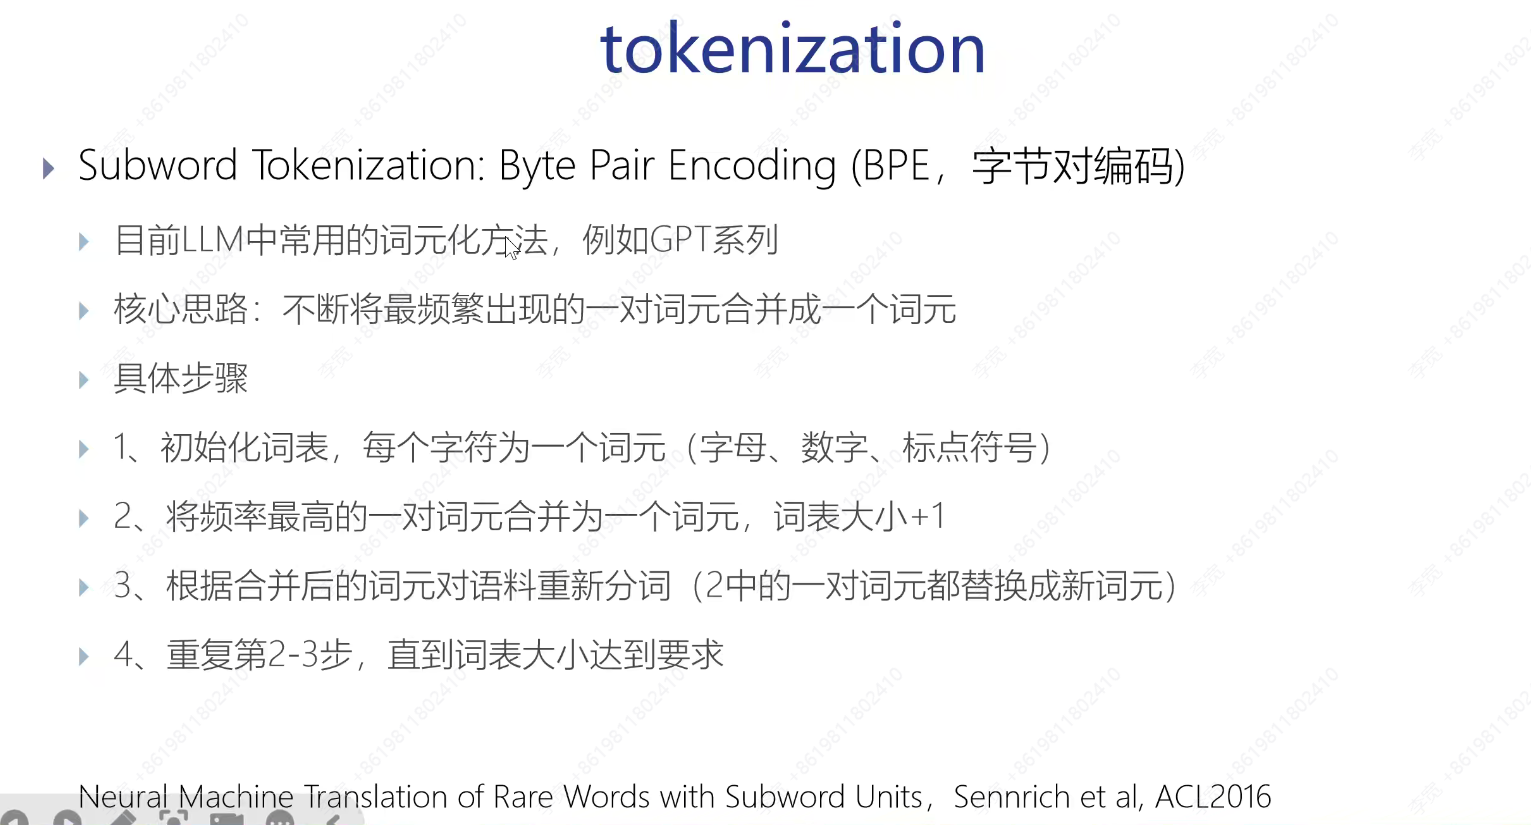 tokenization
Subword Tokenization: Byte Pair Encoding (BPE，字节对编码)
目前LLM中常用的词元化方法，例如GPT系列
核心思路：不断将最频繁出现的一对词元合并成一个词元
具体步骤
1、初始化词表，每个字符为一个词元（字母、数字、标点符号）
2、将频率最高的一对词元合并为一个词元，词表大小+1
3、根据合并后的词元对语料重新分词（2中的一对词元都替换成新词元）
4、重复第2-3步，直到词表大小达到要求
Neural Machine Translation of Rare Words with Subword Units，Sennrich et al, ACL2016
李宽 +8619811802410